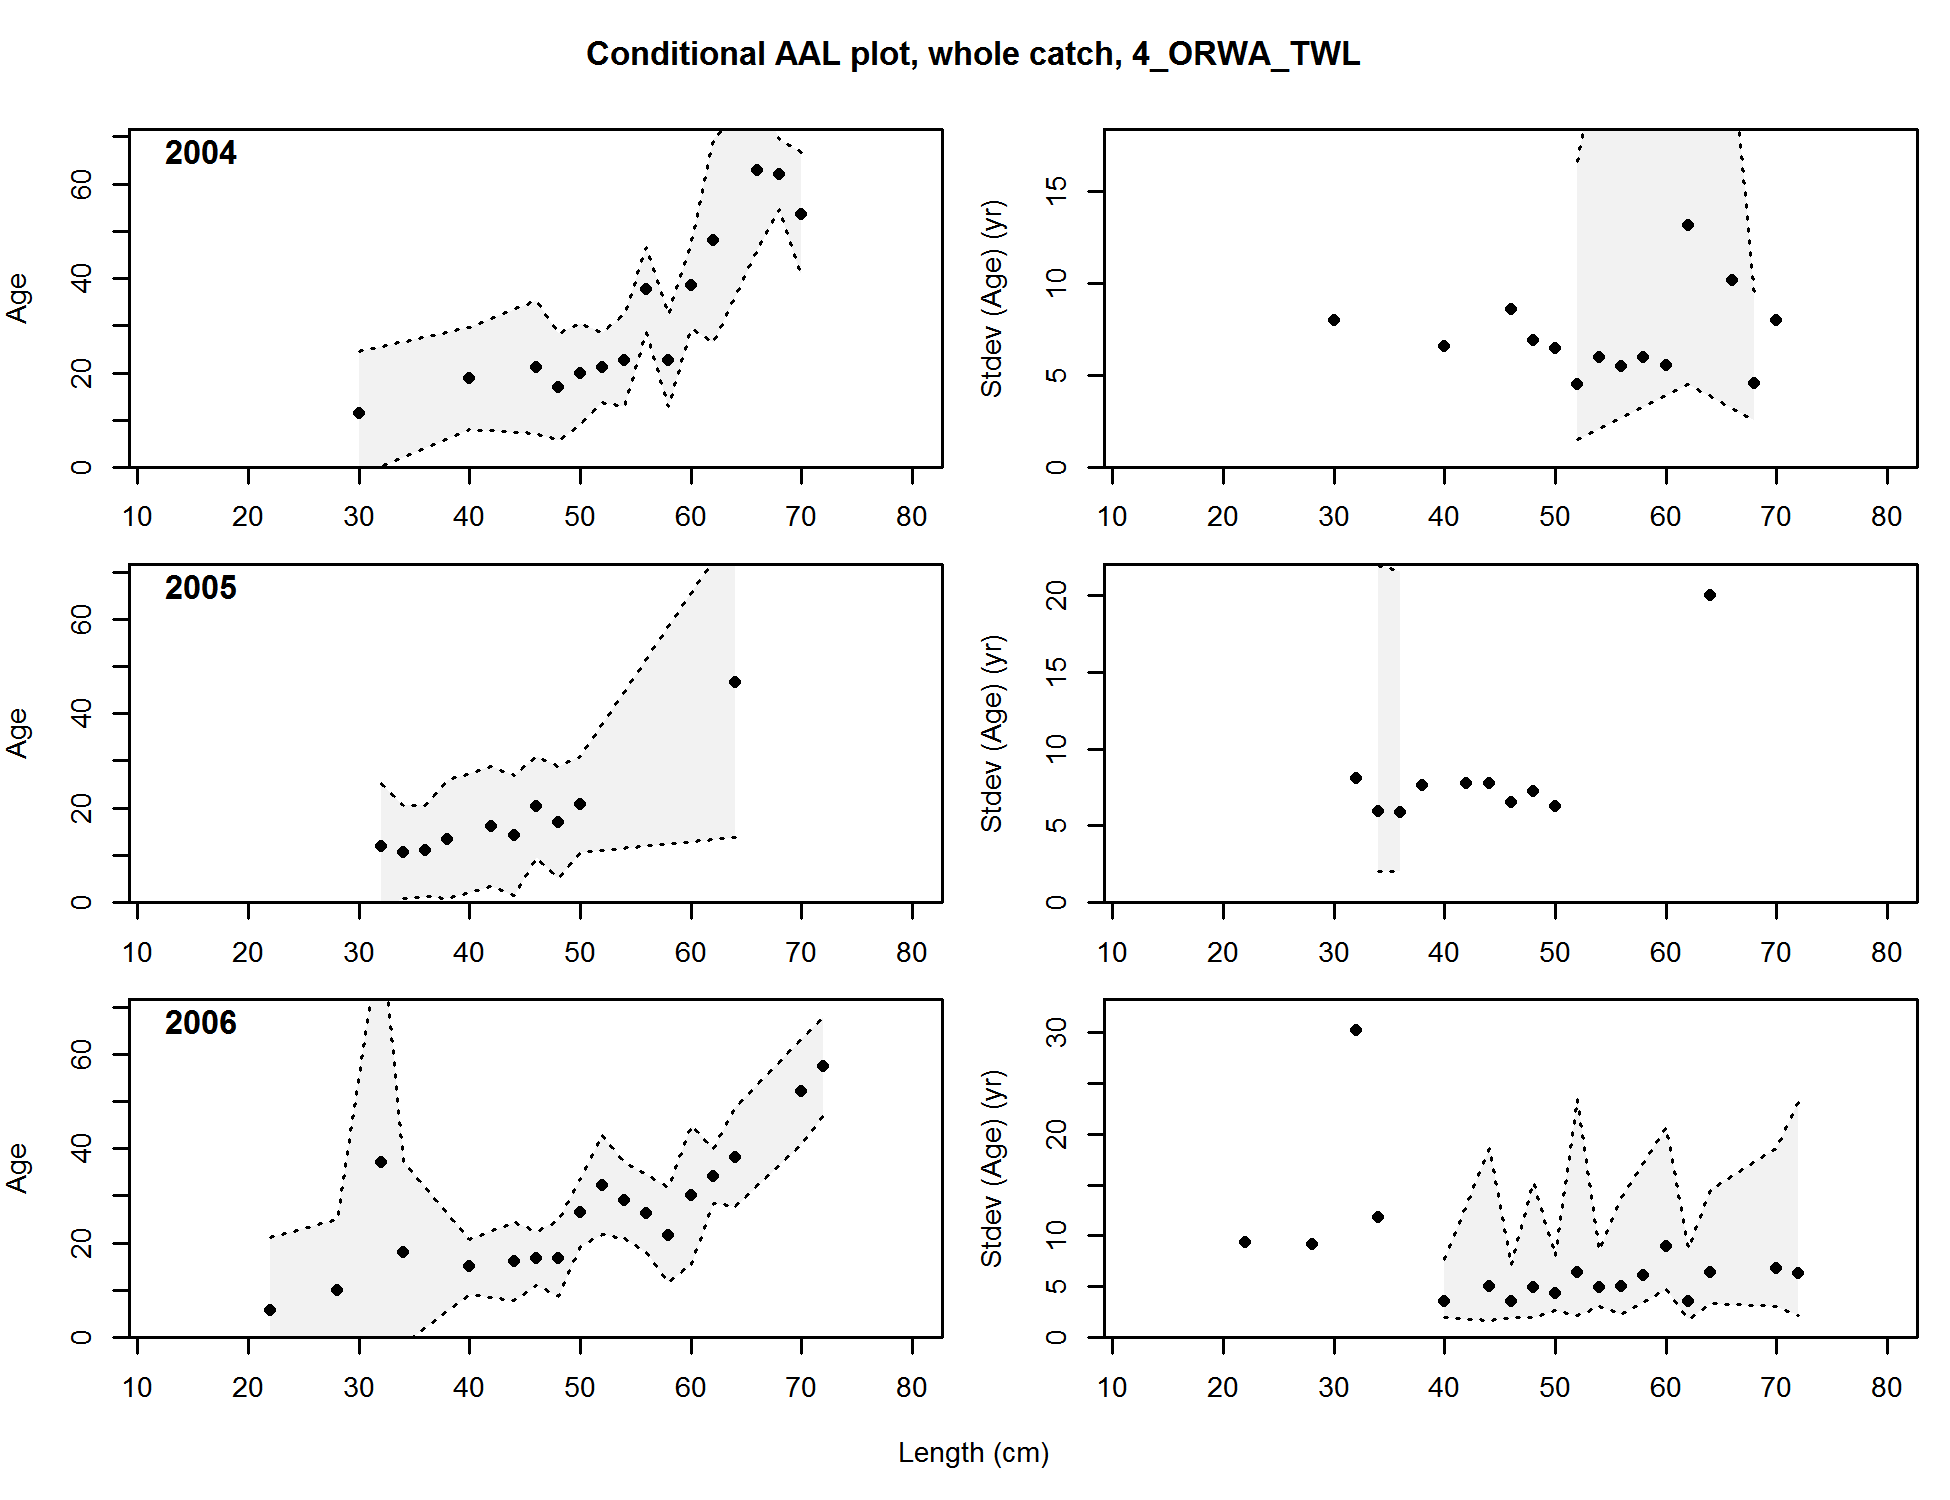 Conditional AAL plot, whole catch, 4_ORWA_TWL
2004
Age
0 20 40 60
10 20 30 40 50 60 70 80
Stdev (Age) (yr)
0 5 10 15
10 20 30 40 50 60 70 80
2005
Age
0 20 40 60
10 20 30 40 50 60 70 80
Stdev (Age) (yr)
0 5 10 15 20
10 20 30 40 50 60 70 80
2006
Age
0 20 40 60
10 20 30 40 50 60 70 80
Stdev (Age) (yr)
0 5 10 20 30
10 20 30 40 50 60 70 80
Length (cm)